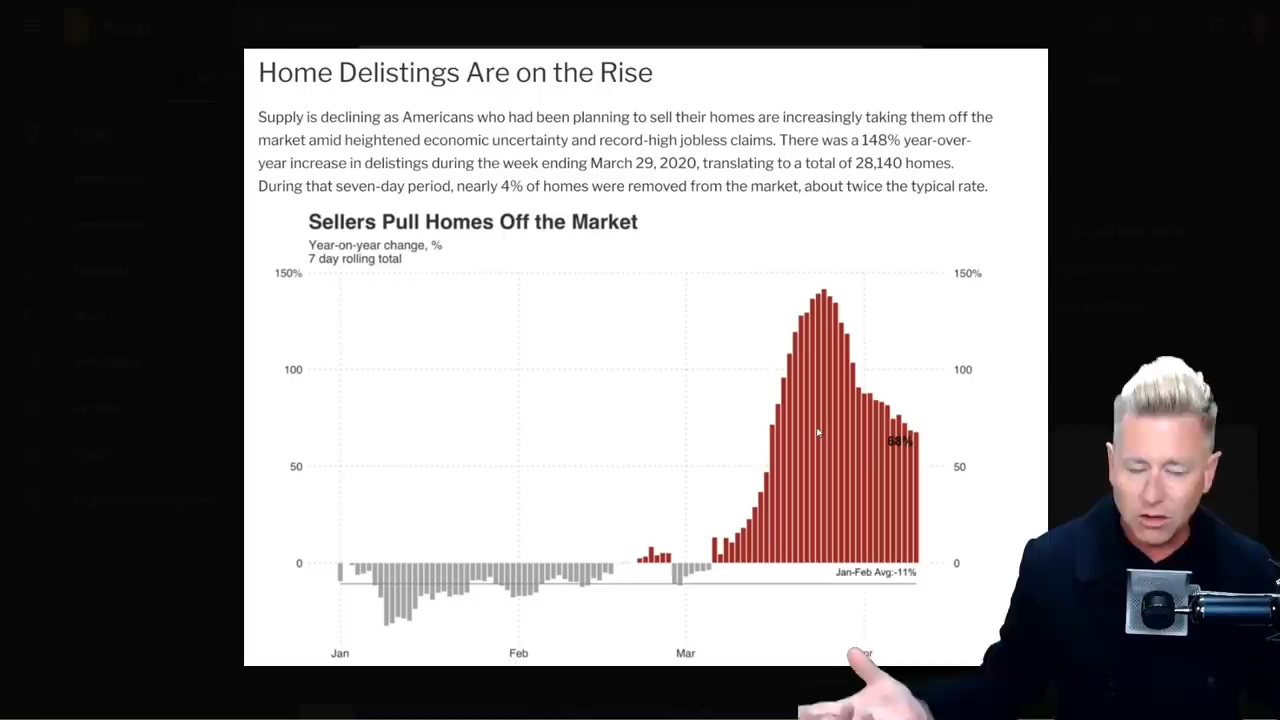 Home Delistings Are on the Rise
Supply is declining as Americans who had been planning to sell their homes are increasingly taking them off the
market amid heightened economic uncertainty and record-high jobless claims. There was a 148% year-over-
year increase in delistings during the week ending March 29, 2020, translating to a total of 28,140 homes.
During that seven-day period, nearly 4% of homes were removed from the market, about twice the typical rate.
Sellers Pull Homes Off the Market
Year-on-year change, %
7 day rolling total
150% 150%
100 100
68%
50 50
0 0
Jan-Feb Avg:-11%
Jan Feb Mar